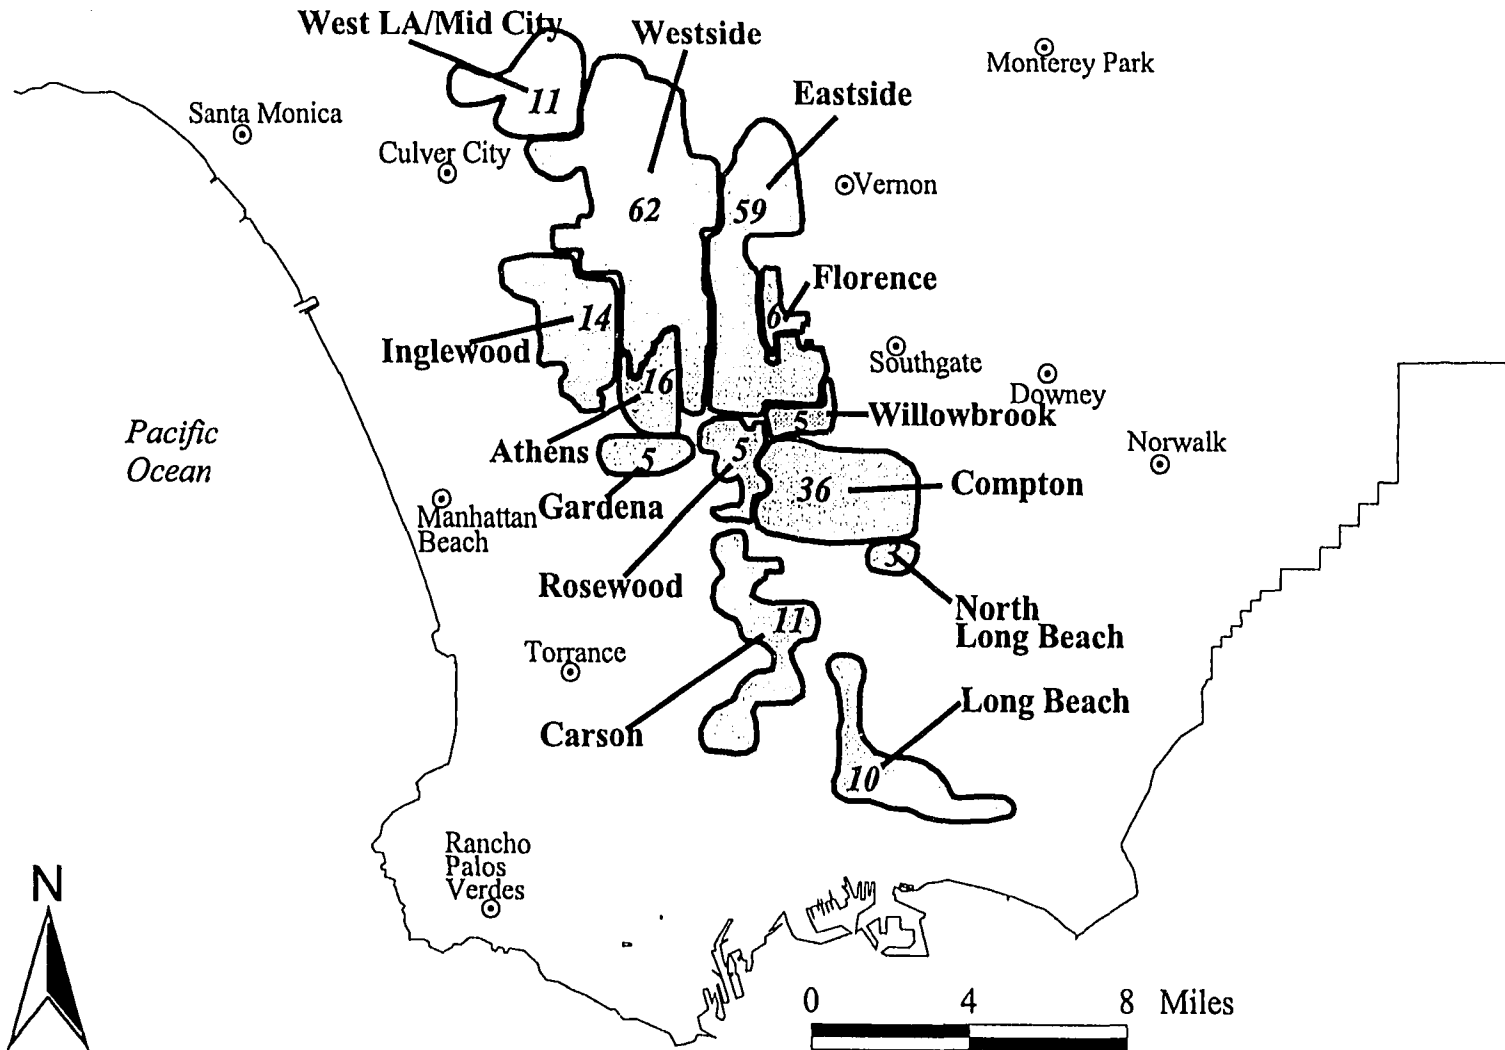 West LA/Mid City
Westside
Monterey Park
Eastside
11
Santa Monica
Culver City
Vernon
62
59
Florence
6
14
Inglewood
Southgate
Downey
16
Willowbrook
5
Pacific
Ocean
Athens
5
5
Norwalk
36
Compton
Gardena
Manhattan
Beach
3
Rosewood
North
Long Beach
11
Torrance
Long Beach
Carson
10
Rancho
Palos
Verdes
N
0 4 8 Miles